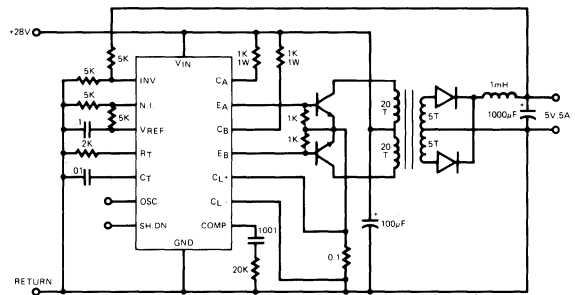 +28V
5K
VIN
1K
1W
1K
1W
5K
INV
CA
5K
N.I.
EA
5K
.1
VREF
CB
1K
2K
RT
EB
1K
.01
CT
CL+
OSC.
CL-
SH.DN
COMP
GND
1001
20K
0.1
100μF
20
T
20
T
5T
5T
1mH
1000μF
5V,5A
RETURN
+
+